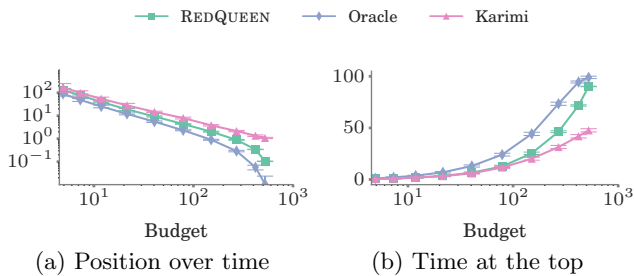 REDQUEEN Oracle Karimi
10² 10¹ 10⁰ 10⁻¹
10¹ 10² 10³
Budget
(a) Position over time
100 50 0
10¹ 10² 10³
Budget
(b) Time at the top